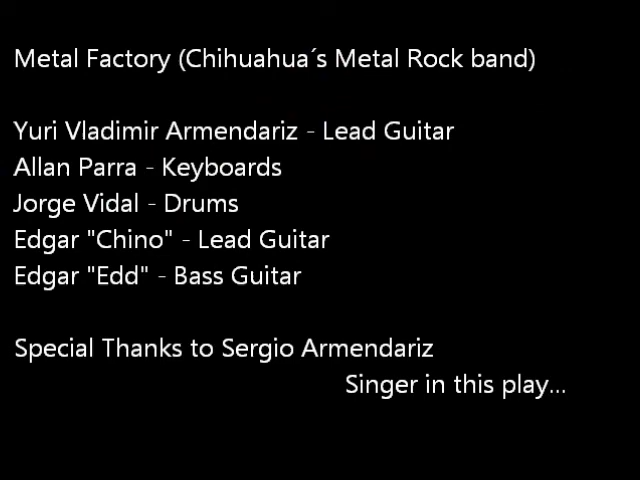 Metal Factory (Chihuahua´s Metal Rock band)
Yuri Vladimir Armendariz - Lead Guitar
Allan Parra - Keyboards
Jorge Vidal - Drums
Edgar "Chino" - Lead Guitar
Edgar "Edd" - Bass Guitar
Special Thanks to Sergio Armendariz
Singer in this play...